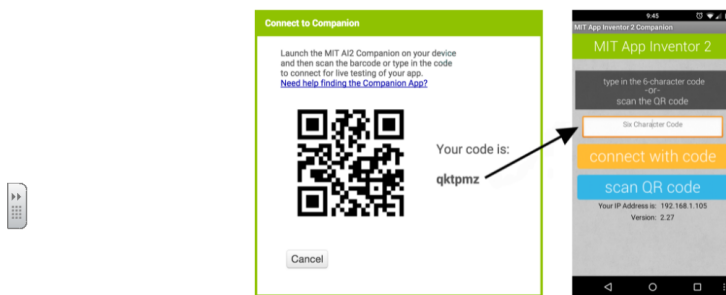 Connect to Companion
Launch the MIT AI2 Companion on your device
and then scan the barcode or type in the code
to connect for live testing of your app.
Need help finding the Companion App?
Your code is:
qktpmz
Cancel
9:45
MIT App Inventor 2 Companion
MIT App Inventor 2
type in the 6-character code
-or-
scan the QR code
Six Character Code
connect with code
scan QR code
Your IP Address is: 192.168.1.105
Version: 2.27